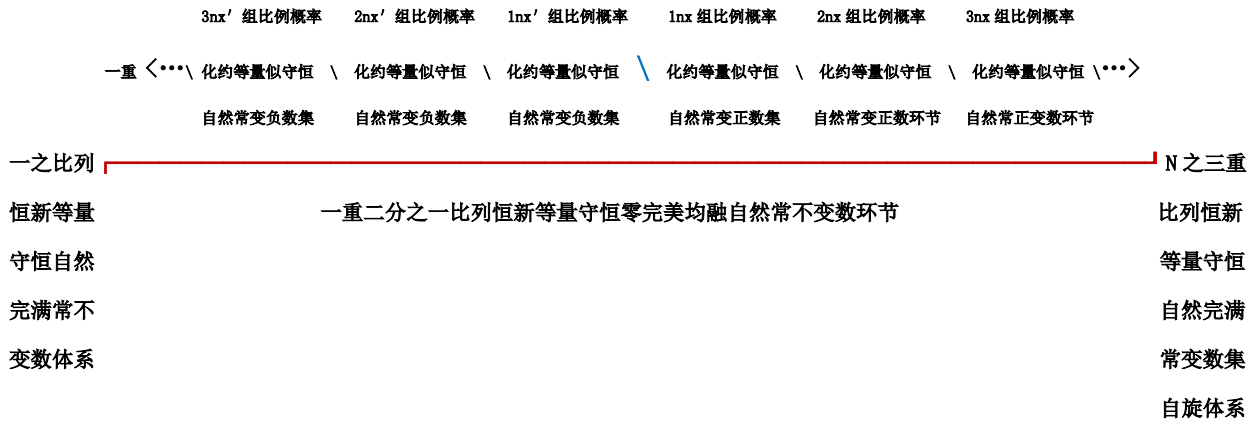 3nx′组比例概率 2nx′组比例概率 1nx′组比例概率 1nx组比例概率 2nx组比例概率 3nx组比例概率
一重〈…\ 化约等量似守恒 \ 化约等量似守恒 \ 化约等量似守恒 \ 化约等量似守恒 \ 化约等量似守恒 \ 化约等量似守恒 \…〉
自然常变负数集 自然常变负数集 自然常变负数集 自然常变正数集 自然常变正数环节 自然常正变数环节
一之比列
恒新等量
守恒自然
完满常不
变数体系
一重二分之一比列恒新等量守恒零完美均融自然常不变数环节
N之三重
比列恒新
等量守恒
自然完满
常变数集
自旋体系